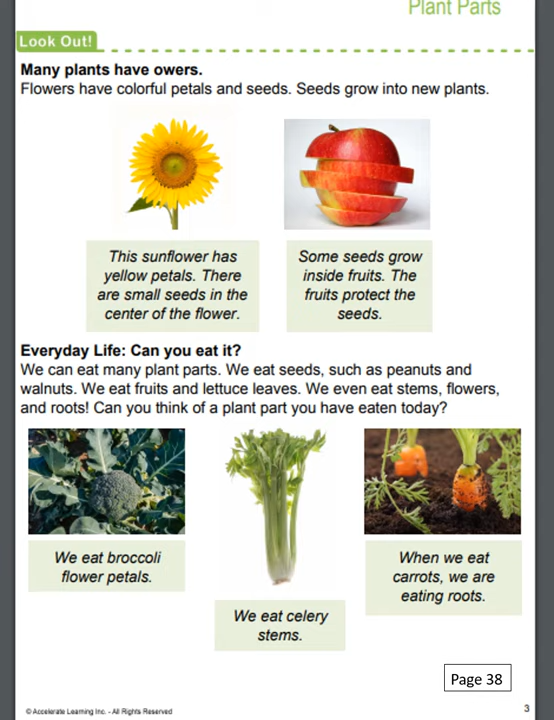 Plant Parts
Look Out!
Many plants have owers.
Flowers have colorful petals and seeds. Seeds grow into new plants.
This sunflower has
yellow petals. There
are small seeds in the
center of the flower.
Some seeds grow
inside fruits. The
fruits protect the
seeds.
Everyday Life: Can you eat it?
We can eat many plant parts. We eat seeds, such as peanuts and
walnuts. We eat fruits and lettuce leaves. We even eat stems, flowers,
and roots! Can you think of a plant part you have eaten today?
We eat broccoli
flower petals.
We eat celery
stems.
When we eat
carrots, we are
eating roots.
Page 38
© Accelerate Learning Inc. - All Rights Reserved
3